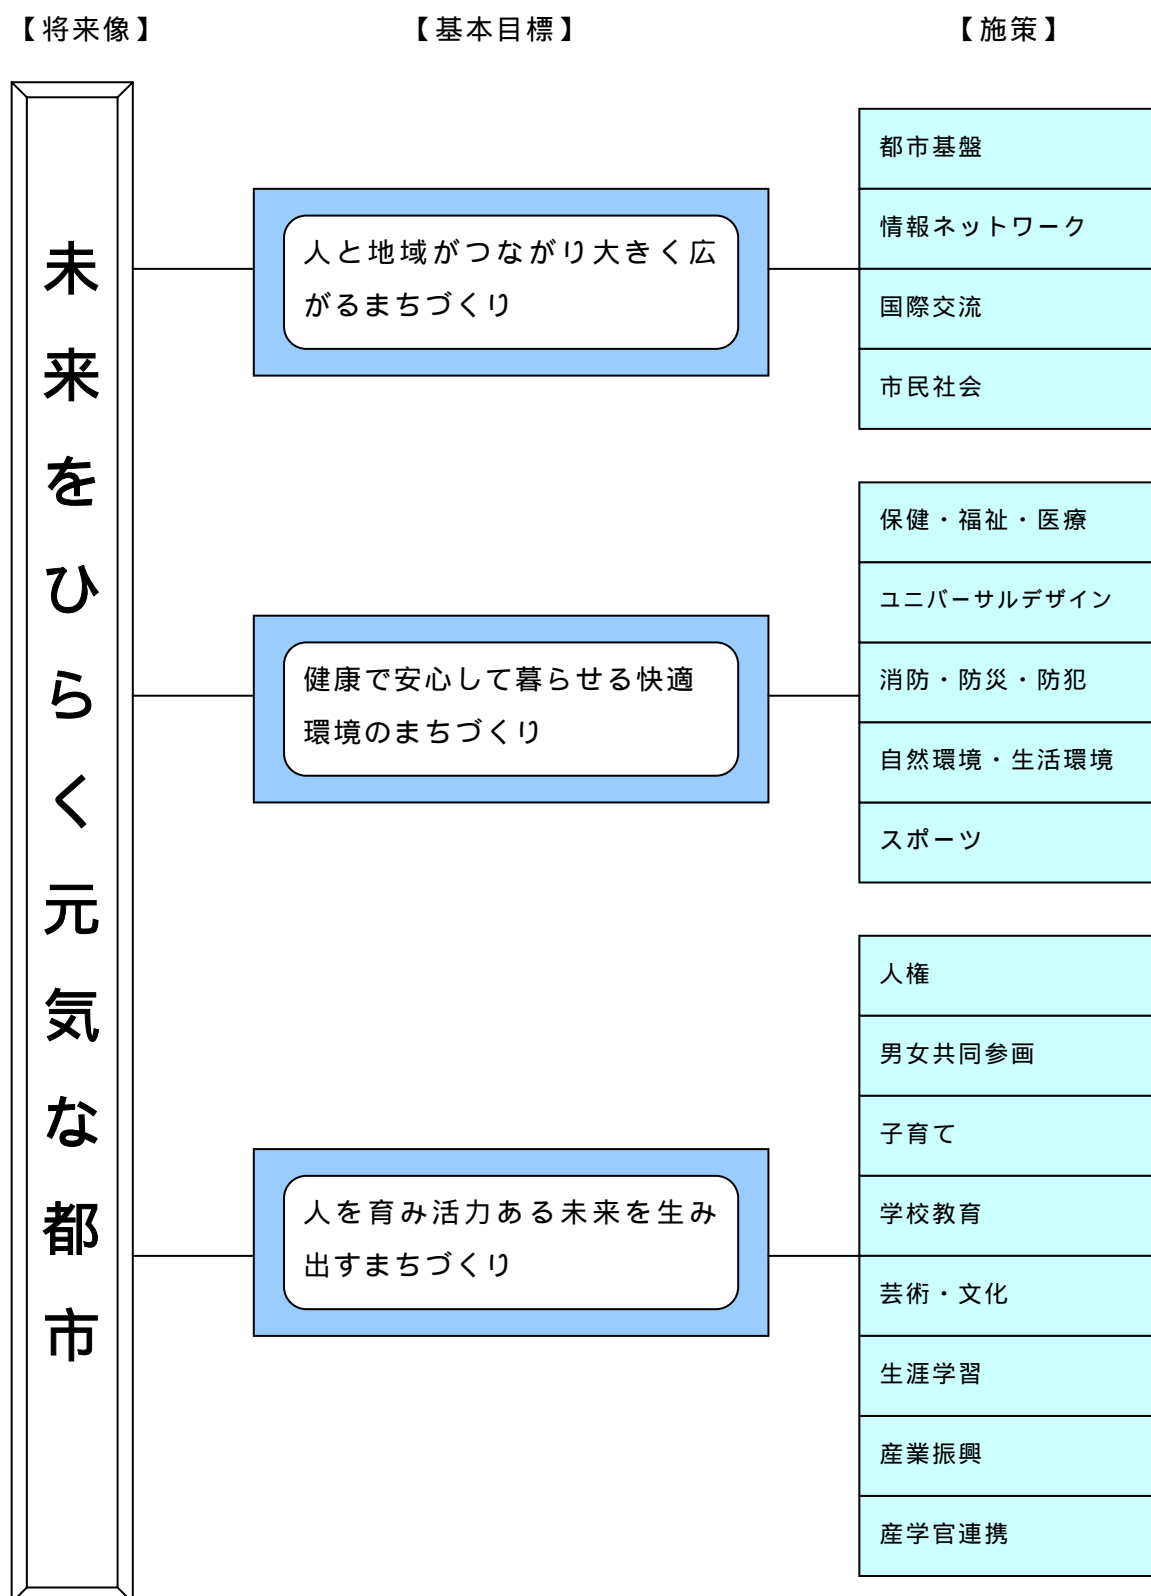 【将来像】
【基本目標】
【施策】
未来をひらく元気な都市
人と地域がつながり大きく広
がるまちづくり
都市基盤
情報ネットワーク
国際交流
市民社会
健康で安心して暮らせる快適
環境のまちづくり
保健・福祉・医療
ユニバーサルデザイン
消防・防災・防犯
自然環境・生活環境
スポーツ
人を育み活力ある未来を生み
出すまちづくり
人権
男女共同参画
子育て
学校教育
芸術・文化
生涯学習
産業振興
産学官連携